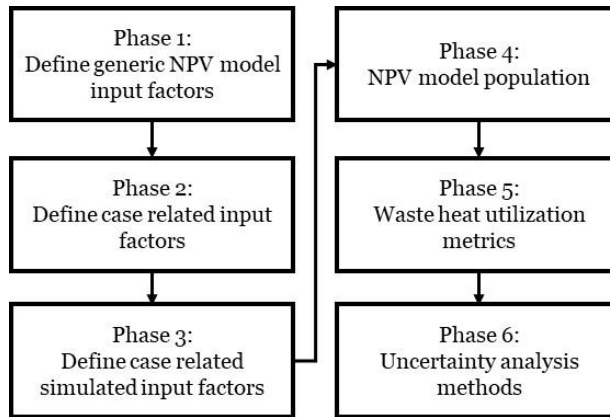 Phase 1:
Define generic NPV model
input factors
Phase 2:
Define case related input
factors
Phase 3:
Define case related
simulated input factors
Phase 4:
NPV model population
Phase 5:
Waste heat utilization
metrics
Phase 6:
Uncertainty analysis
methods